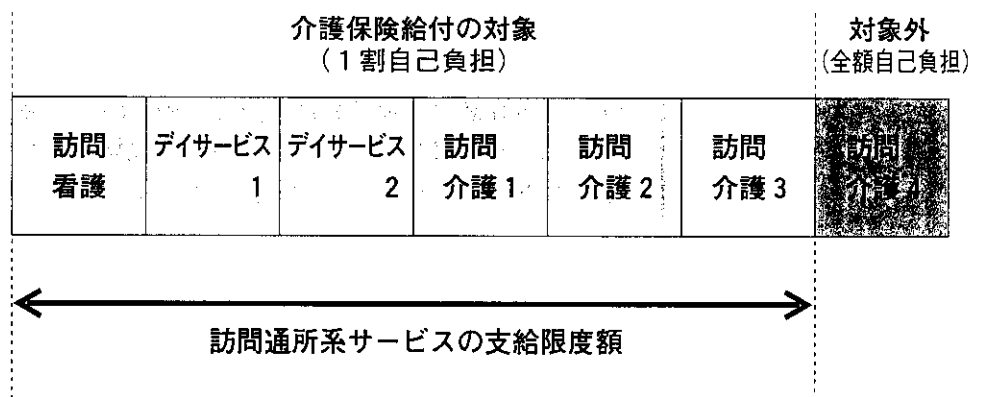 介護保険給付の対象
（1割自己負担）
対象外
（全額自己負担）
訪問
看護
デイサービス
1
デイサービス
2
訪問
介護1
訪問
介護2
訪問
介護3
訪問
介護4
訪問通所系サービスの支給限度額